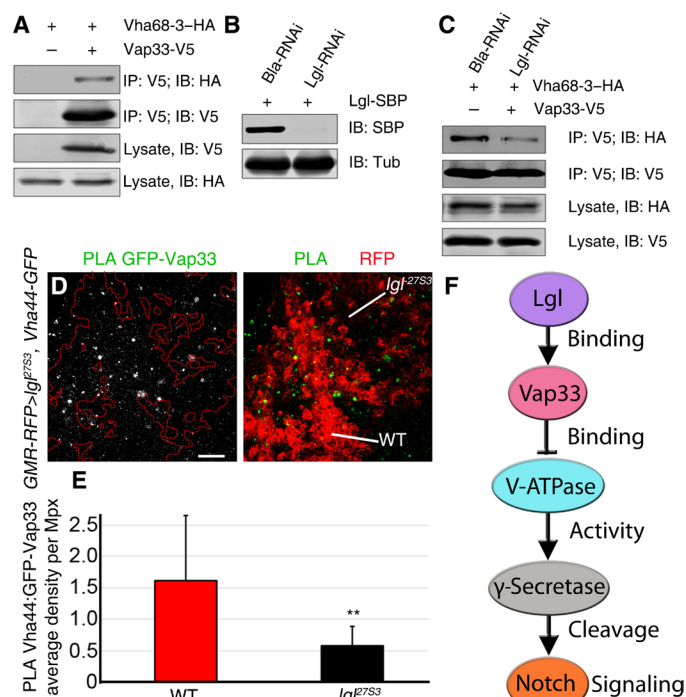 A
+ + Vha68-3–HA
− + Vap33-V5
IP: V5; IB: HA
IP: V5; IB: V5
Lysate, IB: V5
Lysate, IB: HA
B
Bla-RNAi
Lgl-RNAi
+ + Lgl-SBP
IB: SBP
IB: Tub
C
Bla-RNAi
Lgl-RNAi
+ + Vha68-3–HA
− + Vap33-V5
IP: V5; IB: HA
IP: V5; IB: V5
Lysate, IB: HA
Lysate, IB: V5
GMR-RFP>lgl27S3, Vha44-GFP
PLA GFP-Vap33
PLA RFP
D
lgl27S3
WT
E
PLA Vha44:GFP-Vap33
average density per Mpx
2.5
2.0
1.5
1.0
0.5
0
**
WT
lgl27S3
F
Lgl
Binding
Vap33
Binding
V-ATPase
Activity
γ-Secretase
Cleavage
Notch Signaling